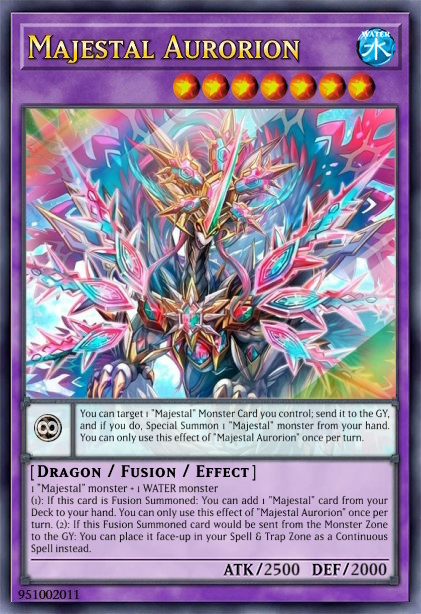 Majestal Aurorion
WATER
水
You can target 1 "Majestal" Monster Card you control; send it to the GY,
and if you do, Special Summon 1 "Majestal" monster from your hand.
You can only use this effect of "Majestal Aurorion" once per turn.
[Dragon / Fusion / Effect]
1 "Majestal" monster + 1 WATER monster
(1): If this card is Fusion Summoned: You can add 1 "Majestal" card from your
Deck to your hand. You can only use this effect of "Majestal Aurorion" once per
turn. (2): If this Fusion Summoned card would be sent from the Monster Zone
to the GY: You can place it face-up in your Spell & Trap Zone as a Continuous
Spell instead.
ATK/2500 DEF/2000
951002011